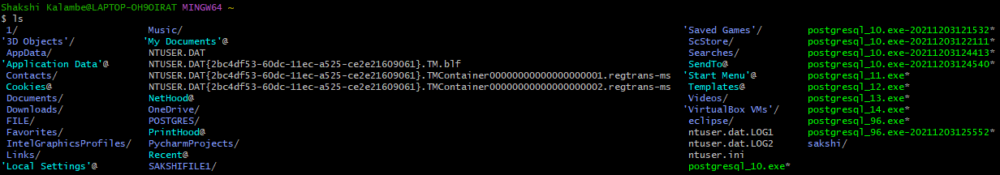 Shakshi Kalambe@LAPTOP-OH9OIRAT MINGW64 ~
$ ls
 1/                      Music/                                                                                          'Saved Games'/      postgresql_10.exe-20211203121532*
'3D Objects'/           'My Documents'@                                                                                   ScStore/           postgresql_10.exe-20211203122111*
 AppData/                NTUSER.DAT                                                                                       Searches/          postgresql_10.exe-20211203124413*
'Application Data'@      NTUSER.DAT{2bc4df53-60dc-11ec-a525-ce2e21609061}.TM.blf                                          SendTo@            postgresql_10.exe-20211203124540*
 Contacts/               NTUSER.DAT{2bc4df53-60dc-11ec-a525-ce2e21609061}.TMContainer00000000000000000001.regtrans-ms    'Start Menu'@       postgresql_11.exe*
 Cookies@                NTUSER.DAT{2bc4df53-60dc-11ec-a525-ce2e21609061}.TMContainer00000000000000000002.regtrans-ms     Templates@         postgresql_12.exe*
 Documents/              NetHood@                                                                                         Videos/            postgresql_13.exe*
 Downloads/              OneDrive/                                                                                       'VirtualBox VMs'/   postgresql_14.exe*
 FILE/                   POSTGRES/                                                                                        eclipse/           postgresql_96.exe*
 Favorites/              PrintHood@                                                                                       ntuser.dat.LOG1    postgresql_96.exe-20211203125552*
 IntelGraphicsProfiles/  PycharmProjects/                                                                                 ntuser.dat.LOG2    sakshi/
 Links/                  Recent@                                                                                          ntuser.ini
'Local Settings'@        SAKSHIFILE1/                                                                                     postgresql_10.exe*